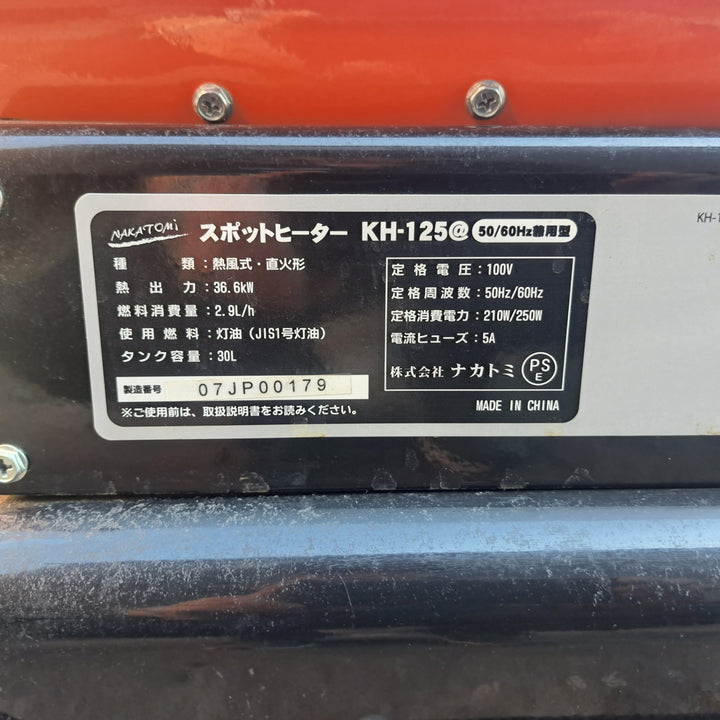 NAKATOMI スポットヒーター KH-125@ 50/60Hz兼用型
種類：熱風式・直火形
熱出力：36.6kW
燃料消費量：2.9L/h
使用燃料：灯油（JIS1号灯油）
タンク容量：30L
製造番号 07JP00179
※ご使用前は、取扱説明書をお読みください。
定格電圧：100V
定格周波数：50Hz/60Hz
定格消費電力：210W/250W
電流ヒューズ：5A
株式会社 ナカトミ PSE
MADE IN CHINA
KH-1